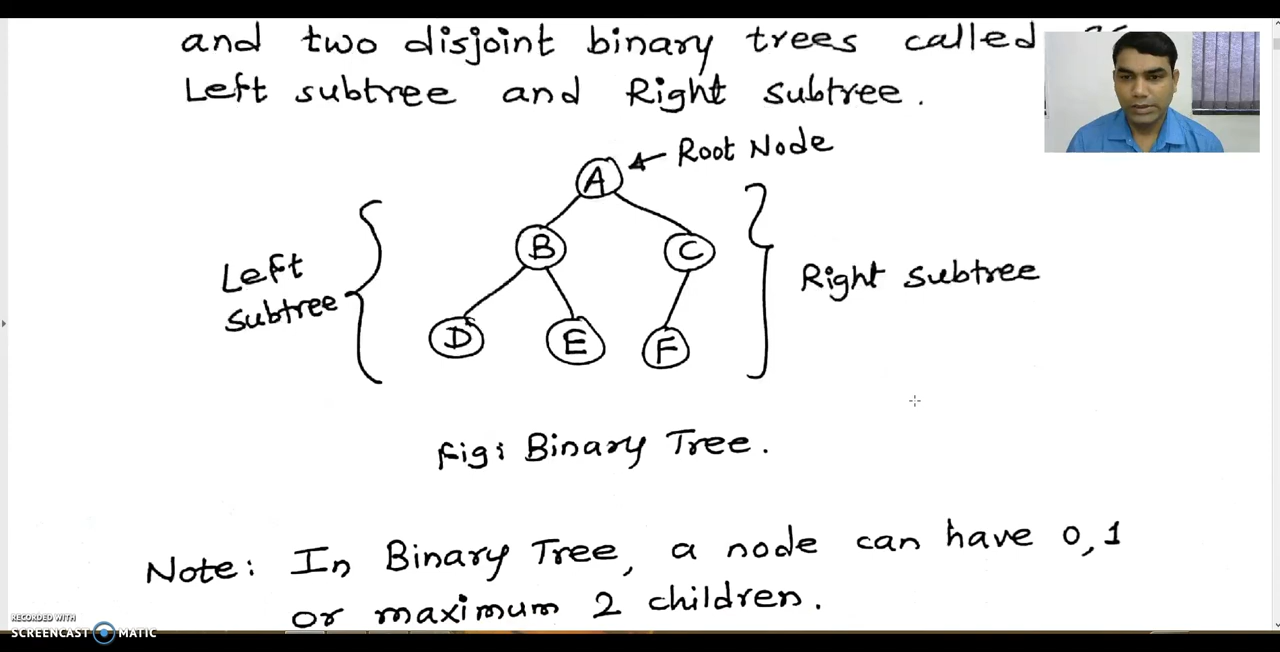 and two disjoint binary trees called as
Left subtree and Right subtree.
Root Node
A
B
C
Left
subtree
Right subtree
D
E
F
Fig: Binary Tree.
Note: In Binary Tree, a node can have 0, 1
or maximum 2 children.
RECORDED WITH
SCREENCAST MATIC